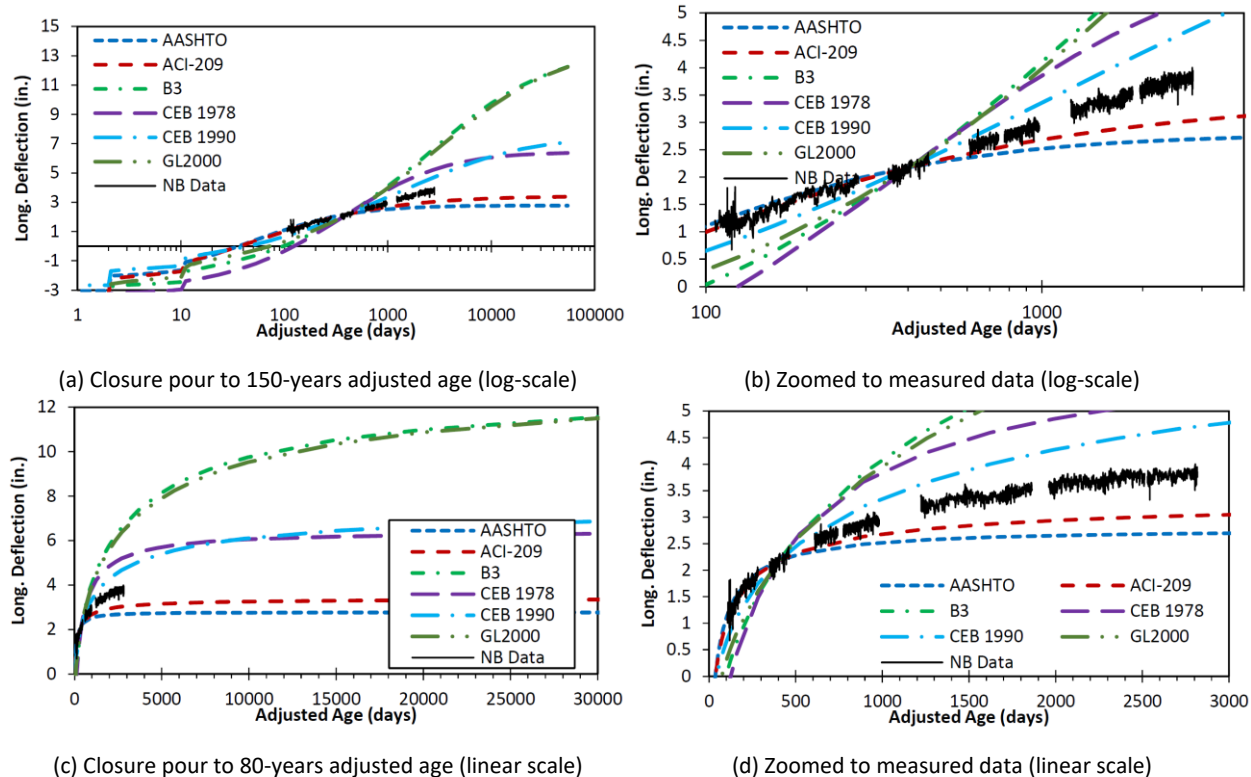 15
13
11
9
7
5
3
1
-1
-3
Long. Deflection (in.)
AASHTO
ACI-209
B3
CEB 1978
CEB 1990
GL2000
NB Data
1 10 100 1000 10000 100000
Adjusted Age (days)
(a) Closure pour to 150-years adjusted age (log-scale)
5
4.5
4
3.5
3
2.5
2
1.5
1
0.5
0
Long. Deflection (in.)
AASHTO
ACI-209
B3
CEB 1978
CEB 1990
GL2000
NB Data
100 1000
Adjusted Age (days)
(b) Zoomed to measured data (log-scale)
12
10
8
6
4
2
0
Long. Deflection (in.)
AASHTO
ACI-209
B3
CEB 1978
CEB 1990
GL2000
NB Data
0 5000 10000 15000 20000 25000 30000
Adjusted Age (days)
(c) Closure pour to 80-years adjusted age (linear scale)
5
4.5
4
3.5
3
2.5
2
1.5
1
0.5
0
Long. Deflection (in.)
AASHTO ACI-209
B3 CEB 1978
CEB 1990 GL2000
NB Data
0 500 1000 1500 2000 2500 3000
Adjusted Age (days)
(d) Zoomed to measured data (linear scale)